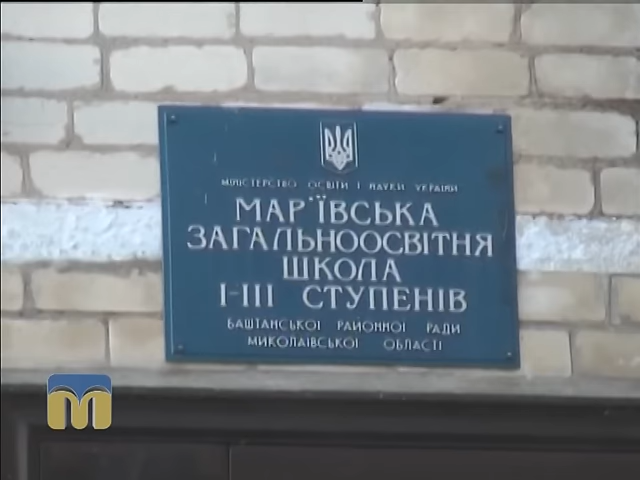 МІНІСТЕРСТВО ОСВІТИ І НАУКИ УКРАЇНИ
МАР'ЇВСЬКА
ЗАГАЛЬНООСВІТНЯ
ШКОЛА
І-ІІІ СТУПЕНІВ
БАШТАНСЬКОЇ РАЙОННОЇ РАДИ
МИКОЛАЇВСЬКОЇ ОБЛАСТІ
М